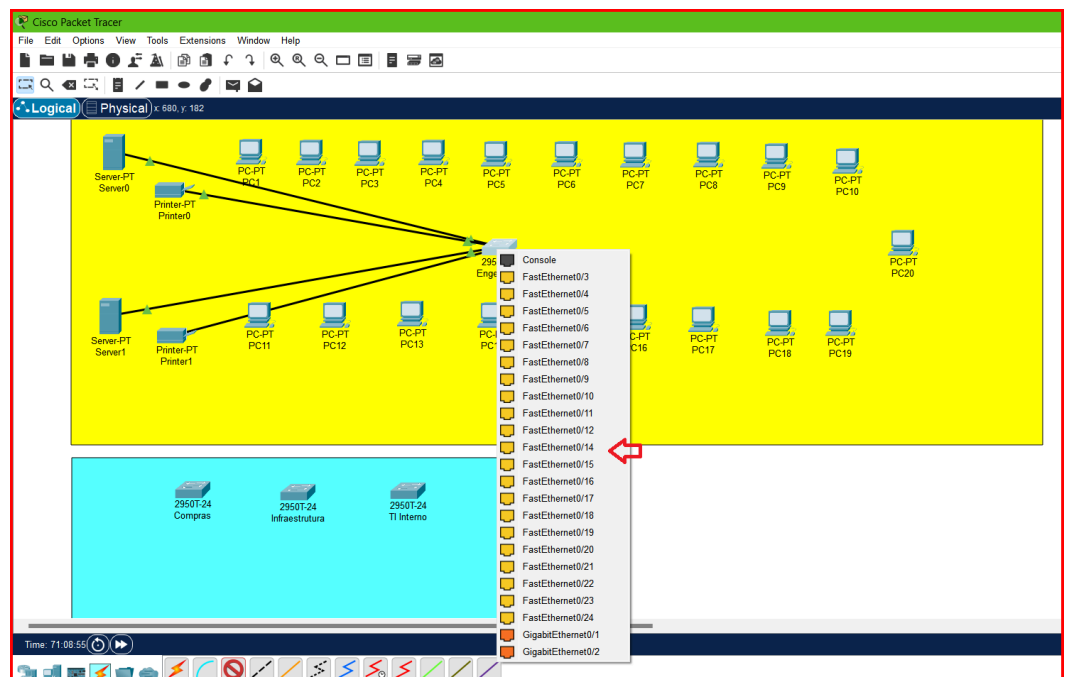 Cisco Packet Tracer
File Edit Options View Tools Extensions Window Help
Logical Physical x: 680, y: 182
Server-PT
Server0
Printer-PT
Printer0
PC-PT
PC1
PC-PT
PC2
PC-PT
PC3
PC-PT
PC4
PC-PT
PC5
PC-PT
PC6
PC-PT
PC7
PC-PT
PC8
PC-PT
PC9
PC-PT
PC10
PC-PT
PC20
295
Enge
Server-PT
Server1
Printer-PT
Printer1
PC-PT
PC11
PC-PT
PC12
PC-PT
PC13
PC-
PC1
C-PT
C16
PC-PT
PC17
PC-PT
PC18
PC-PT
PC19
Console
FastEthernet0/3
FastEthernet0/4
FastEthernet0/5
FastEthernet0/6
FastEthernet0/7
FastEthernet0/8
FastEthernet0/9
FastEthernet0/10
FastEthernet0/11
FastEthernet0/12
FastEthernet0/14
FastEthernet0/15
FastEthernet0/16
FastEthernet0/17
FastEthernet0/18
FastEthernet0/19
FastEthernet0/20
FastEthernet0/21
FastEthernet0/22
FastEthernet0/23
FastEthernet0/24
GigabitEthernet0/1
GigabitEthernet0/2
2950T-24
Compras
2950T-24
Infraestrutura
2950T-24
TI Interno
Time: 71:08:55